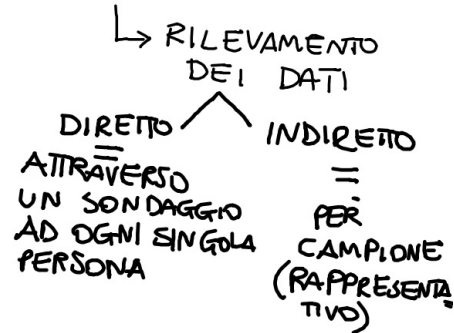 ↳ RILEVAMENTO
DEI DATI
DIRETTO
=
ATTRAVERSO
UN SONDAGGIO
AD OGNI SINGOLA
PERSONA
INDIRETTO
=
PER
CAMPIONE
(RAPPRESENTA
TIVO)